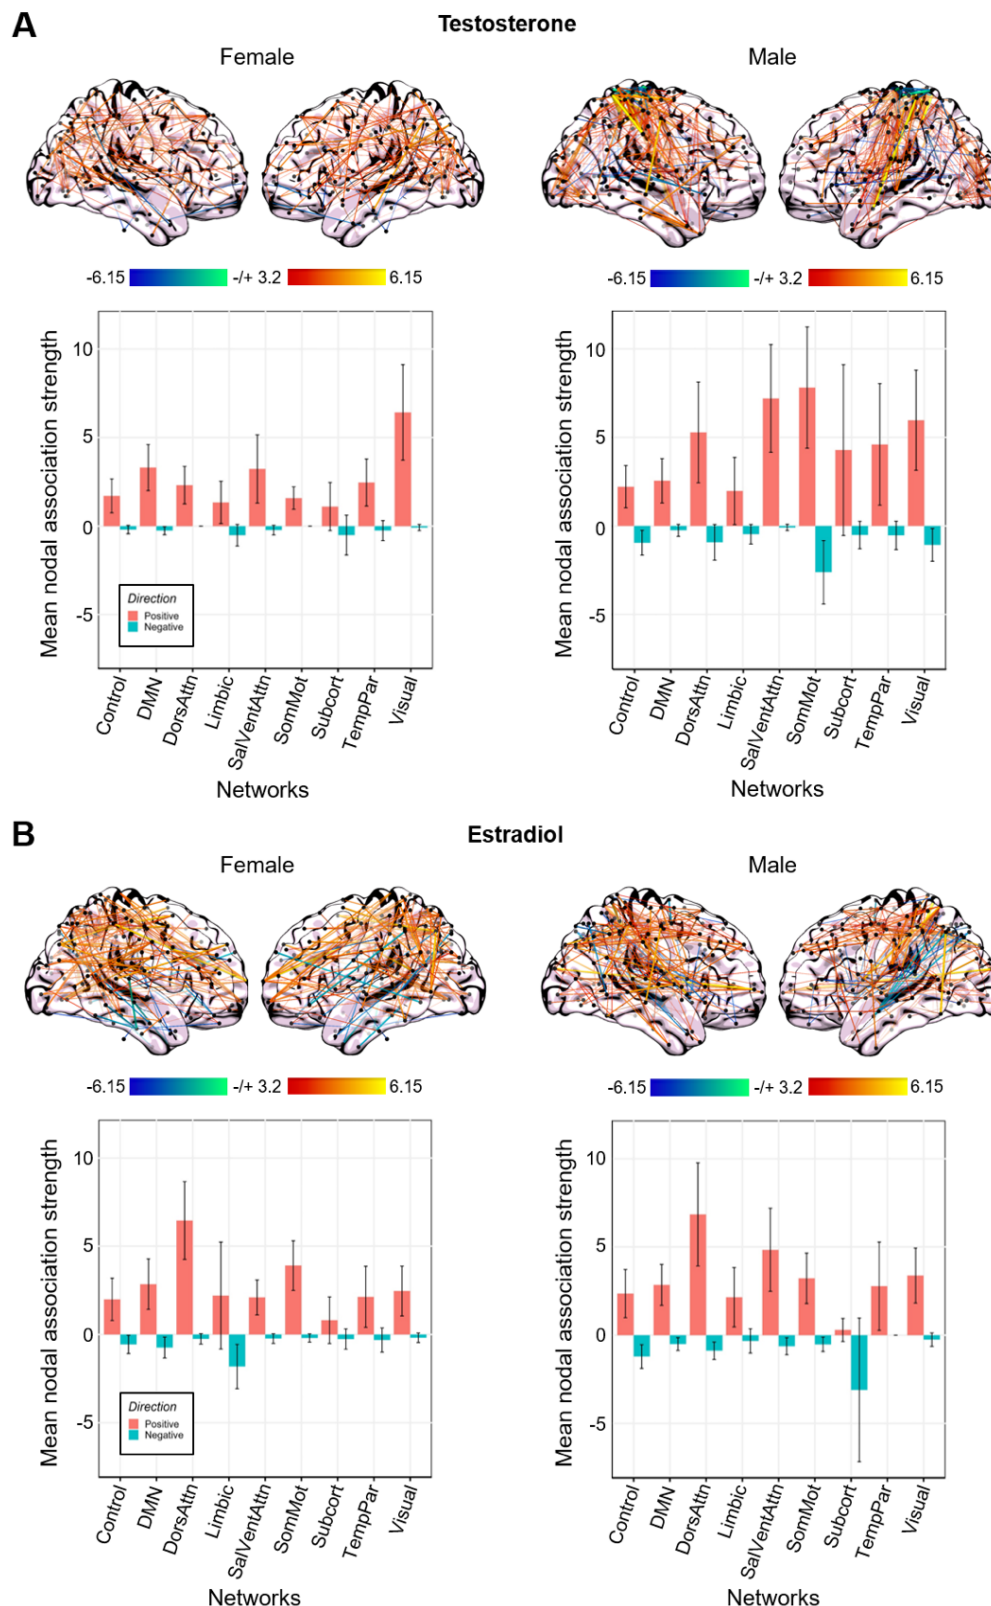 A
Testosterone
Female
Male
-6.15 -/+ 3.2 6.15
-6.15 -/+ 3.2 6.15
Mean nodal association strength
10
5
0
-5
Direction
Positive
Negative
Control
DMN
DorsAttn
Limbic
SalVentAttn
SomMot
Subcort
TempPar
Visual
Networks
Mean nodal association strength
10
5
0
-5
Control
DMN
DorsAttn
Limbic
SalVentAttn
SomMot
Subcort
TempPar
Visual
Networks
B
Estradiol
Female
Male
-6.15 -/+ 3.2 6.15
-6.15 -/+ 3.2 6.15
Mean nodal association strength
10
5
0
-5
Direction
Positive
Negative
Control
DMN
DorsAttn
Limbic
SalVentAttn
SomMot
Subcort
TempPar
Visual
Networks
Mean nodal association strength
10
5
0
-5
Control
DMN
DorsAttn
Limbic
SalVentAttn
SomMot
Subcort
TempPar
Visual
Networks